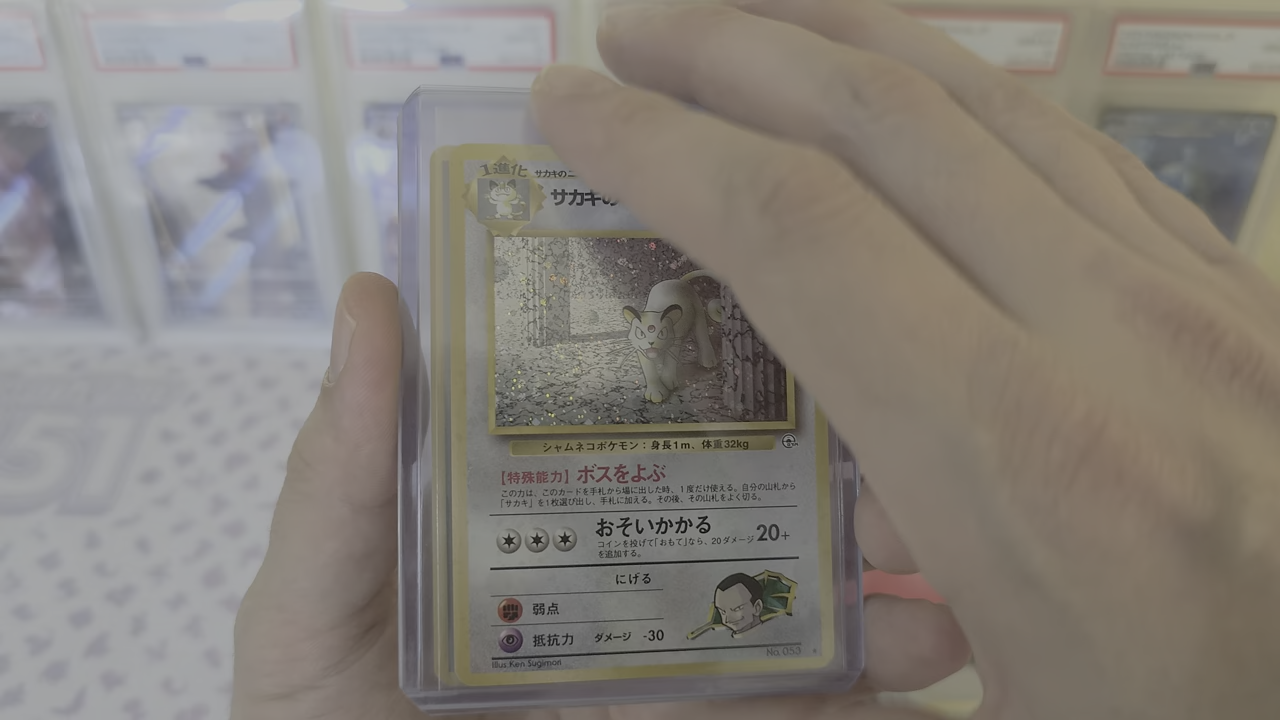 1進化
サカキのニ
サカキの
シャムネコポケモン：身長1m、体重32kg
【特殊能力】ボスをよぶ
この力は、このカードを手札から場に出した時、1度だけ使える。自分の山札から
「サカキ」を1枚選び出し、手札に加える。その後、その山札をよく切る。
おそいかかる 20+
コインを投げて「おもて」なら、20ダメージ
を追加する。
にげる
弱点
抵抗力 ダメージ -30
Illus. Ken Sugimori
No.053